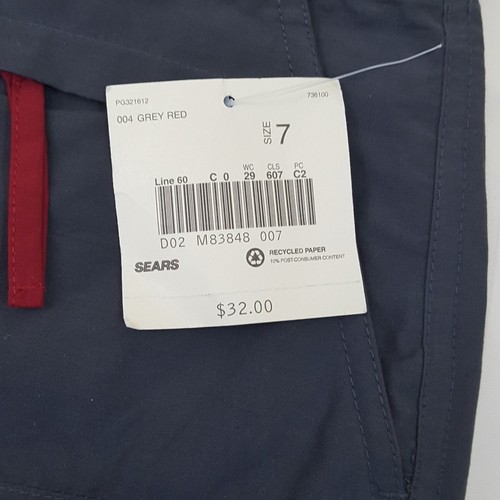 PG321612 736100
004 GREY RED
SIZE 7
WC CLS PC
Line 60 C 0 29 607 C2
D02 M83848 007
SEARS
RECYCLED PAPER
10% POST CONSUMER CONTENT
$32.00